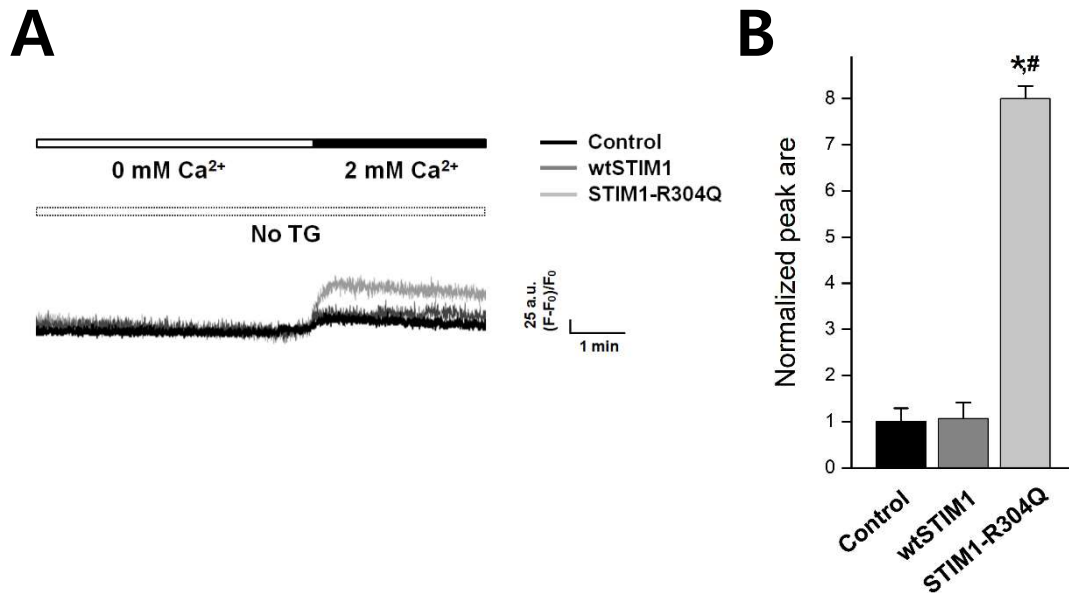 A
0 mM Ca²⁺
2 mM Ca²⁺
No TG
Control
wtSTIM1
STIM1-R304Q
25 a.u.
(F-F₀)/F₀
1 min
B
Normalized peak are
8
7
6
5
4
3
2
1
0
*,#
Control
wtSTIM1
STIM1-R304Q